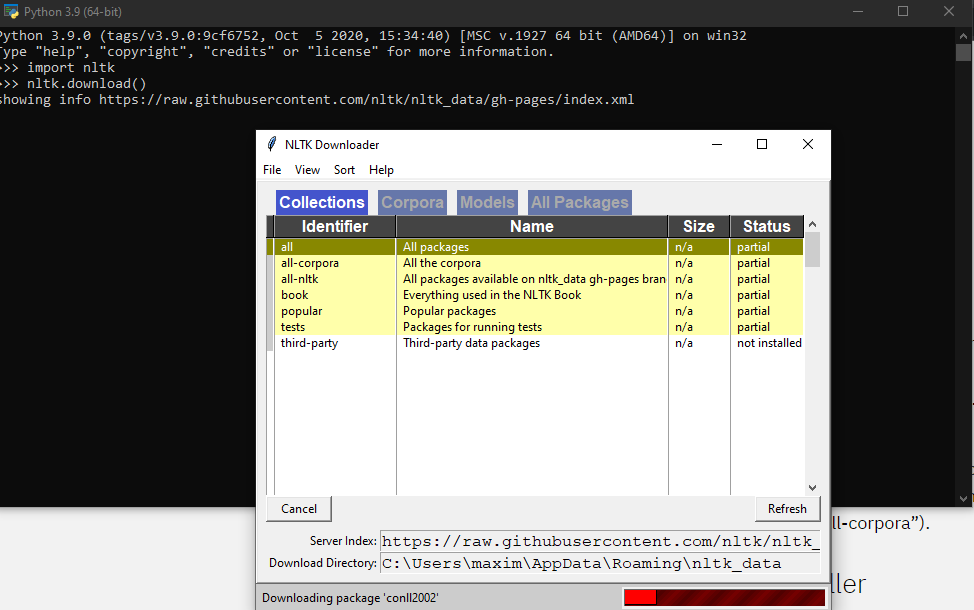 Python 3.9 (64-bit)
Python 3.9.0 (tags/v3.9.0:9cf6752, Oct  5 2020, 15:34:40) [MSC v.1927 64 bit (AMD64)] on win32
Type "help", "copyright", "credits" or "license" for more information.
>>> import nltk
>>> nltk.download()
showing info https://raw.githubusercontent.com/nltk/nltk_data/gh-pages/index.xml
NLTK Downloader
File View Sort Help
Collections Corpora Models All Packages
Identifier Name Size Status
all All packages n/a partial
all-corpora All the corpora n/a partial
all-nltk All packages available on nltk_data gh-pages bran n/a partial
book Everything used in the NLTK Book n/a partial
popular Popular packages n/a partial
tests Packages for running tests n/a partial
third-party Third-party data packages n/a not installed
Cancel Refresh
ll-corpora”).
Server Index: https://raw.githubusercontent.com/nltk/nltk_
Download Directory: C:\Users\maxim\AppData\Roaming\nltk_data
ller
Downloading package 'conll2002'